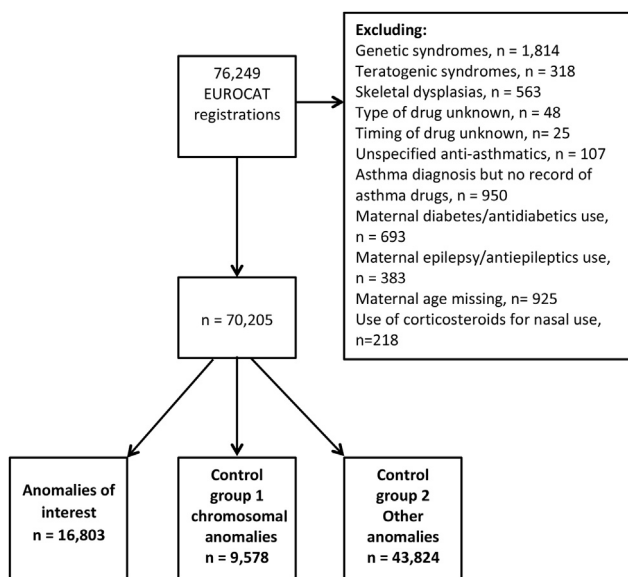 76,249
EUROCAT
registrations
Excluding:
Genetic syndromes, n = 1,814
Teratogenic syndromes, n = 318
Skeletal dysplasias, n = 563
Type of drug unknown, n = 48
Timing of drug unknown, n= 25
Unspecified anti-asthmatics, n = 107
Asthma diagnosis but no record of
asthma drugs, n = 950
Maternal diabetes/antidiabetics use,
n = 693
Maternal epilepsy/antiepileptics use,
n = 383
Maternal age missing, n= 925
Use of corticosteroids for nasal use,
n=218
n = 70,205
Anomalies of
interest
n = 16,803
Control
group 1
chromosomal
anomalies
n = 9,578
Control
group 2
Other
anomalies
n = 43,824